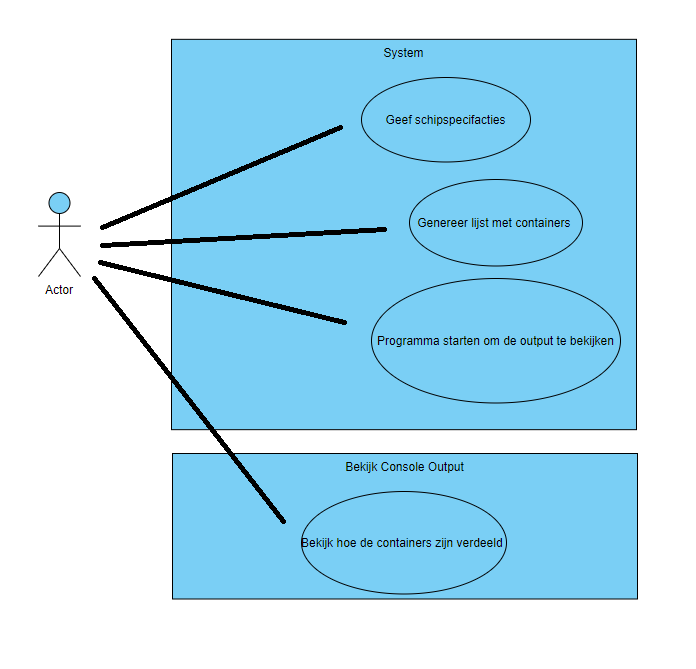 System
Geef schipspecifacties
Genereer lijst met containers
Actor
Programma starten om de output te bekijken
Bekijk Console Output
Bekijk hoe de containers zijn verdeeld